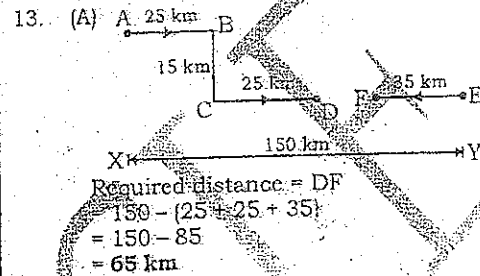 13. (A) A 25 km B
15 km
25 km 35 km
C D F E
150 km
X Y
Required distance = DF
= 150 – (25 + 25 + 35)
= 150 – 85
= 65 km